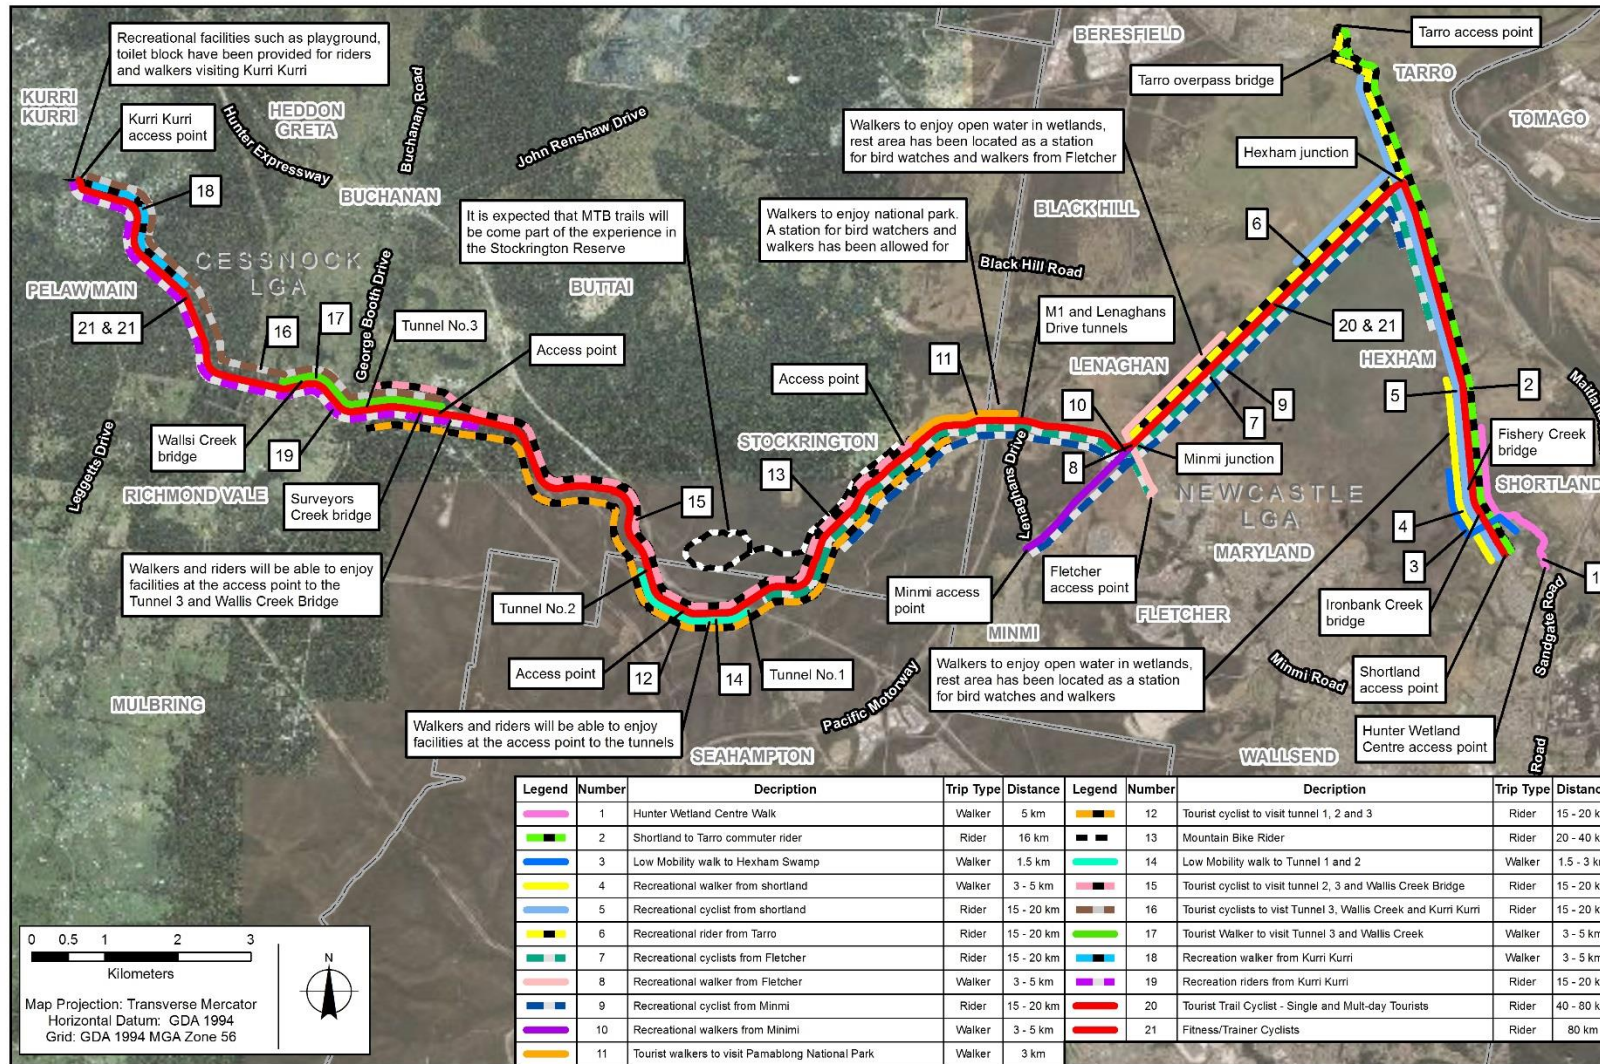 Recreational facilities such as playground,
toilet block have been provided for riders
and walkers visiting Kurri Kurri
KURRI
KURRI
Kurri Kurri
access point
Hunter Expressway
HEDDON
GRETA
Buchanan Road
John Renshaw Drive
BUCHANAN
18
BERESFIELD
Tarro access point
Tarro overpass bridge
TARRO
TOMAGO
Walkers to enjoy open water in wetlands,
rest area has been located as a station
for bird watches and walkers from Fletcher
Hexham junction
It is expected that MTB trails will
be come part of the experience in
the Stockrington Reserve
Walkers to enjoy national park.
A station for bird watchers and
walkers has been allowed for
BLACK HILL
6
Black Hill Road
CESSNOCK
LGA
PELAW MAIN
BUTTAI
21 & 21
16
17
George Booth Drive
Tunnel No.3
Access point
M1 and Lenaghans
Drive tunnels
20 & 21
LENAGHAN
HEXHAM
11
Access point
10
5
2
9
7
Maitlan
Leggetts Drive
Wallsi Creek
bridge
19
STOCKRINGTON
Lenaghans Drive
8
Minmi junction
Fishery Creek
bridge
RICHMOND VALE
Surveyors
Creek bridge
15
13
NEWCASTLE
LGA
SHORTLAND
4
MARYLAND
3
1
Walkers and riders will be able to enjoy
facilities at the access point to the
Tunnel 3 and Wallis Creek Bridge
Tunnel No.2
Minmi access
point
Fletcher
access point
Ironbank Creek
bridge
Sandgate Road
FLETCHER
MINMI
Access point
12
14
Tunnel No.1
Walkers to enjoy open water in wetlands,
rest area has been located as a station
for bird watches and walkers
Minmi Road
Shortland
access point
MULBRING
Pacific Motorway
Walkers and riders will be able to enjoy
facilities at the access point to the tunnels
SEAHAMPTON
WALLSEND
Hunter Wetland
Centre access point
Road
Legend Number Decription Trip Type Distance Legend Number Decription Trip Type Distanc
1 Hunter Wetland Centre Walk Walker 5 km 12 Tourist cyclist to visit tunnel 1, 2 and 3 Rider 15 - 20 k
2 Shortland to Tarro commuter rider Rider 16 km 13 Mountain Bike Rider Rider 20 - 40 k
3 Low Mobility walk to Hexham Swamp Walker 1.5 km 14 Low Mobility walk to Tunnel 1 and 2 Walker 1.5 - 3 k
4 Recreational walker from shortland Walker 3 - 5 km 15 Tourist cyclist to visit tunnel 2, 3 and Wallis Creek Bridge Rider 15 - 20 k
5 Recreational cyclist from shortland Rider 15 - 20 km 16 Tourist cyclists to vist Tunnel 3, Wallis Creek and Kurri Kurri Rider 15 - 20 k
6 Recreational rider from Tarro Rider 15 - 20 km 17 Tourist Walker to visit Tunnel 3 and Wallis Creek Walker 3 - 5 km
7 Recreational cyclists from Fletcher Rider 15 - 20 km 18 Recreation walker from Kurri Kurri Walker 3 - 5 km
8 Recreational walker from Fletcher Walker 3 - 5 km 19 Recreation riders from Kurri Kurri Rider 15 - 20 k
9 Recreational cyclist from Minmi Rider 15 - 20 km 20 Tourist Trail Cyclist - Single and Mult-day Tourists Rider 40 - 80 k
10 Recreational walkers from Minimi Walker 3 - 5 km 21 Fitness/Trainer Cyclists Rider 80 km
11 Tourist walkers to visit Pamablong National Park Walker 3 km
0 0.5 1 2 3
Kilometers
N
Map Projection: Transverse Mercator
Horizontal Datum: GDA 1994
Grid: GDA 1994 MGA Zone 56